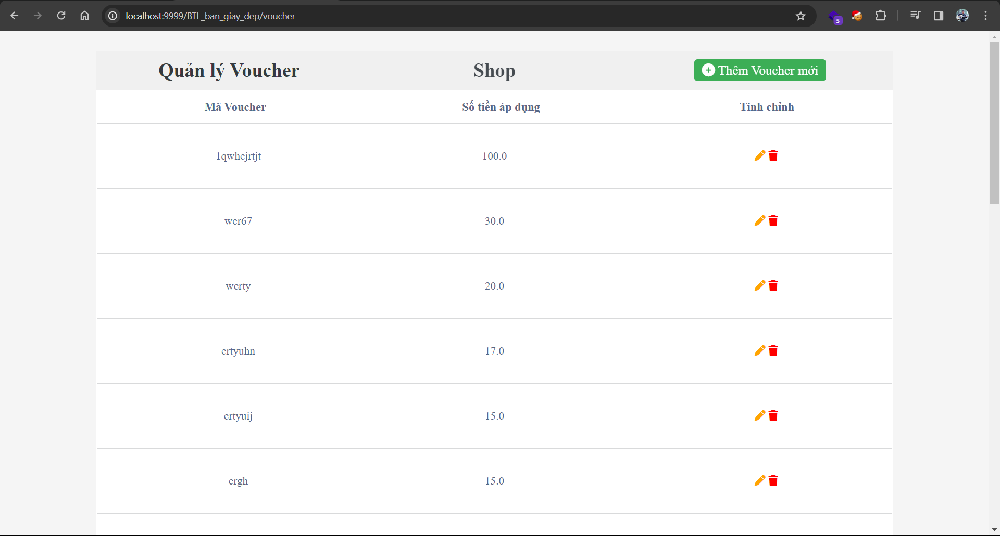 localhost:9999/BTL_ban_giay_dep/voucher
5
Quản lý Voucher Shop Thêm Voucher mới
Mã Voucher Số tiền áp dụng Tinh chỉnh
1qwhejrtjt 100.0
wer67 30.0
werty 20.0
ertyuhn 17.0
ertyuij 15.0
ergh 15.0